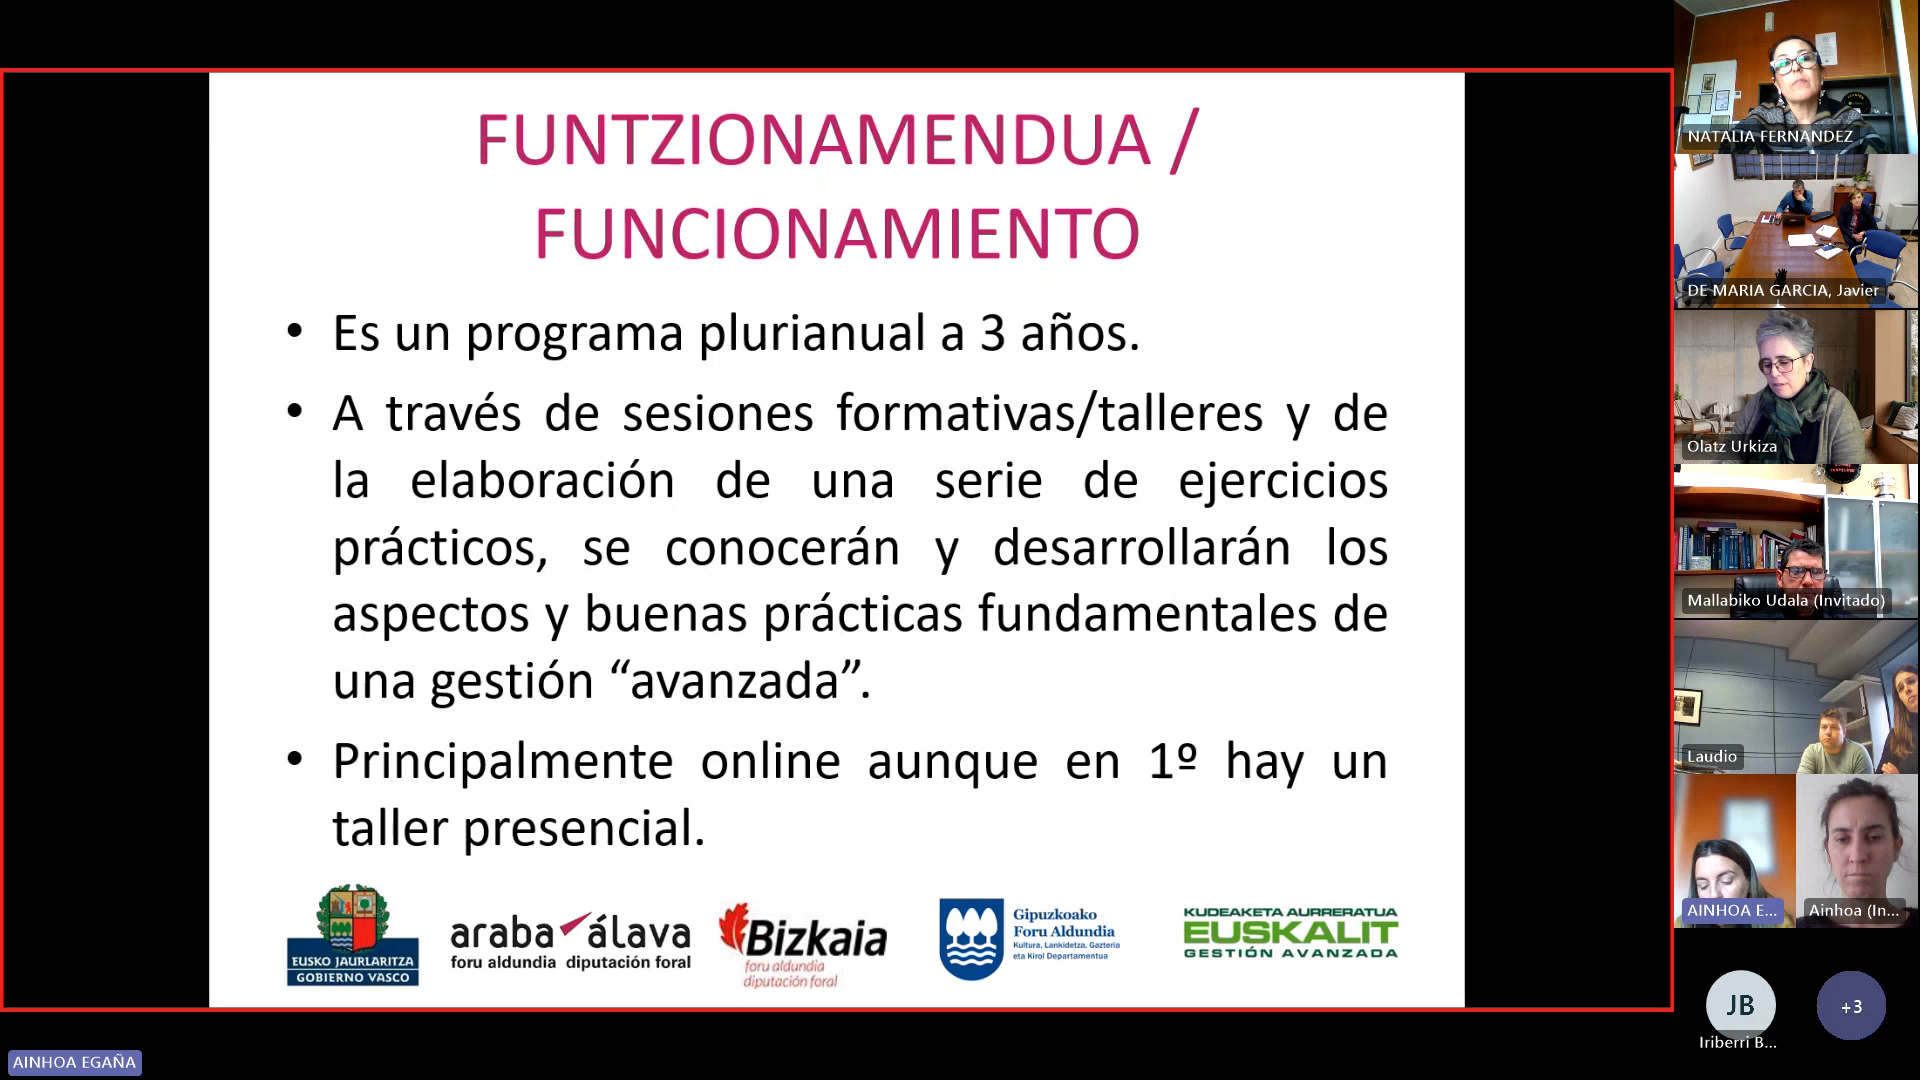 FUNTZIONAMENDUA /
FUNCIONAMIENTO
• Es un programa plurianual a 3 años.
• A través de sesiones formativas/talleres y de
la elaboración de una serie de ejercicios
prácticos, se conocerán y desarrollarán los
aspectos y buenas prácticas fundamentales de
una gestión “avanzada”.
• Principalmente online aunque en 1º hay un
taller presencial.
EUSKO JAURLARITZA
GOBIERNO VASCO
araba álava
foru aldundia diputación foral
Bizkaia
foru aldundia
diputación foral
Gipuzkoako
Foru Aldundia
Kultura, Lankidetza, Gazteria
eta Kirol Departamentua
KUDEAKETA AURRERATUA
EUSKALIT
GESTIÓN AVANZADA
AINHOA EGAÑA
NATALIA FERNANDEZ
DE MARIA GARCIA, Javier
Olatz Urkiza
Mallabiko Udala (Invitado)
Laudio
AINHOA E...
Ainhoa (In...
JB
Iriberri B...
+3